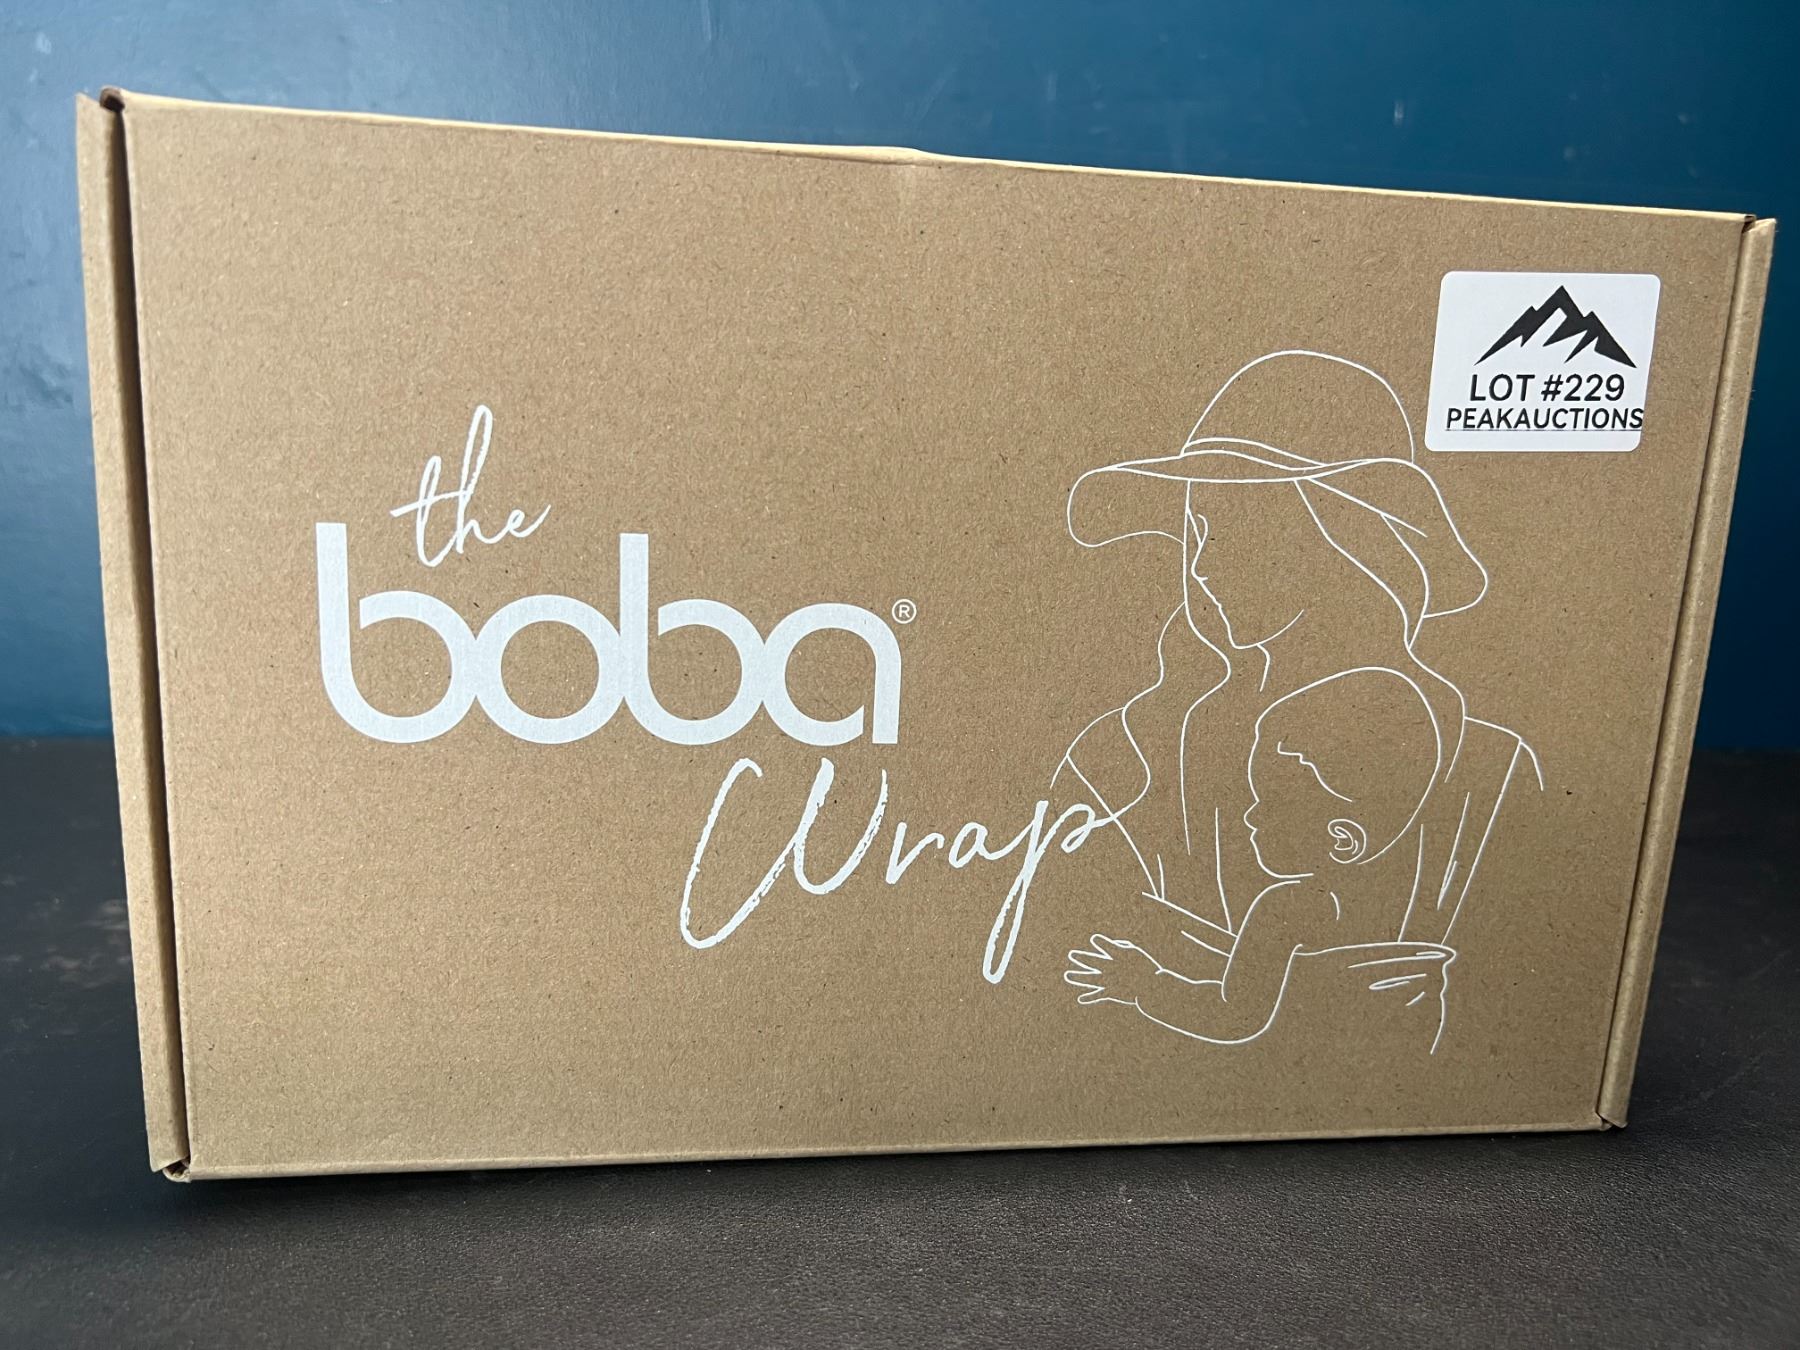 the
boba®
Wrap
LOT #229
PEAKAUCTIONS